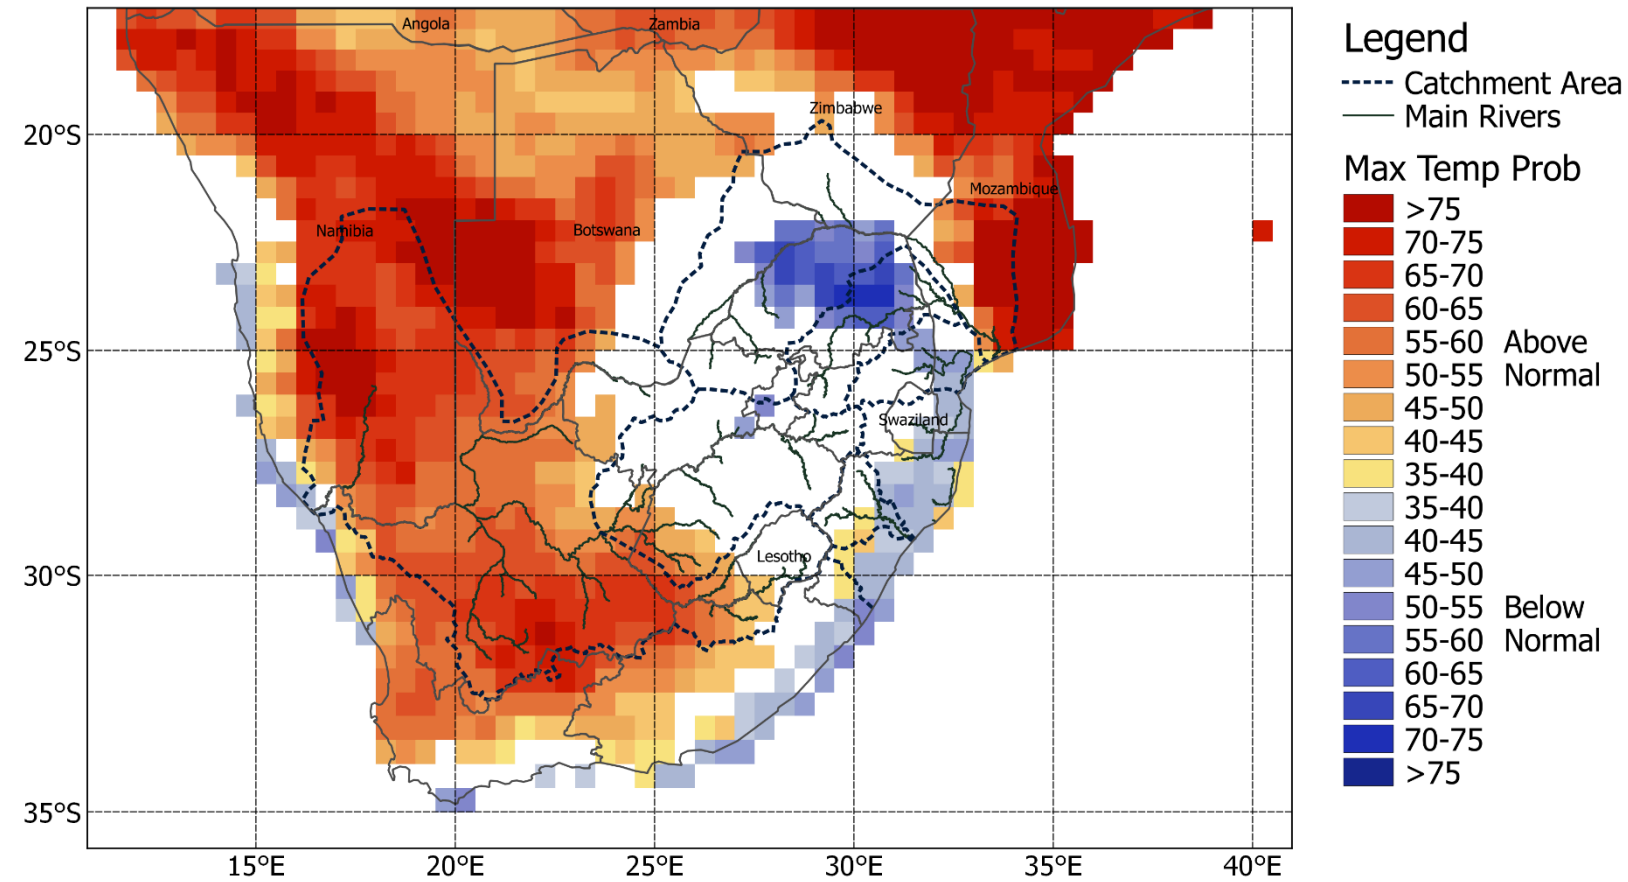 Angola
Zambia
Zimbabwe
Mozambique
Namibia
Botswana
Swaziland
Lesotho
20°S
25°S
30°S
35°S
15°E
20°E
25°E
30°E
35°E
40°E
Legend
Catchment Area
Main Rivers
Max Temp Prob
>75
70-75
65-70
60-65
55-60 Above
50-55 Normal
45-50
40-45
35-40
35-40
40-45
45-50
50-55 Below
55-60 Normal
60-65
65-70
70-75
>75